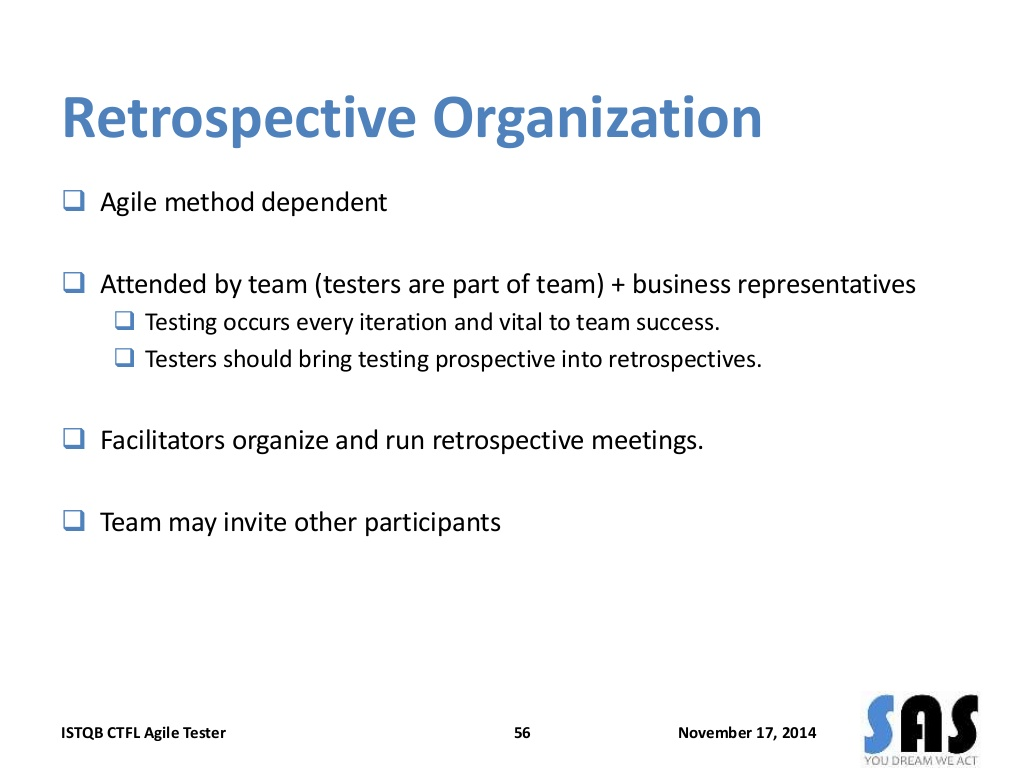 Retrospective Organization
Agile method dependent
Attended by team (testers are part of team) + business representatives
Testing occurs every iteration and vital to team success.
Testers should bring testing prospective into retrospectives.
Facilitators organize and run retrospective meetings.
Team may invite other participants
ISTQB CTFL Agile Tester
56
November 17, 2014
SAS
YOU DREAM WE ACT